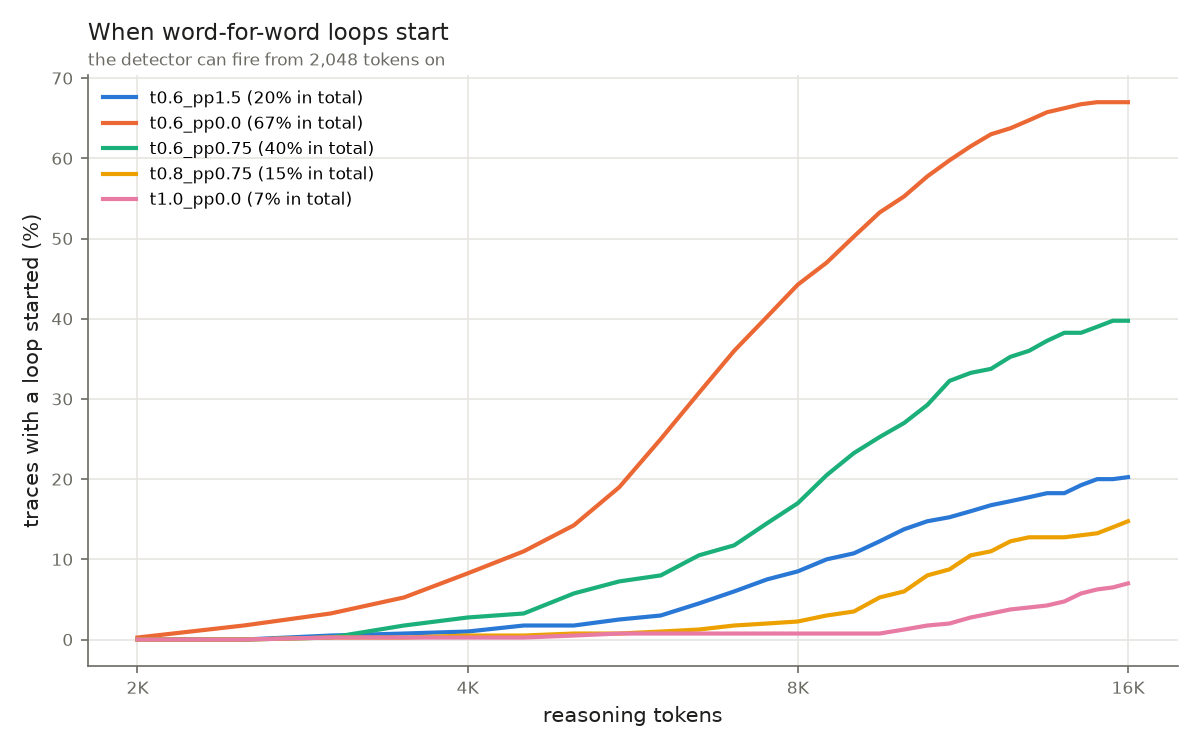 When word-for-word loops start
the detector can fire from 2,048 tokens on
70
60
50
40
30
20
10
0
traces with a loop started (%)
t0.6_pp1.5 (20% in total)
t0.6_pp0.0 (67% in total)
t0.6_pp0.75 (40% in total)
t0.8_pp0.75 (15% in total)
t1.0_pp0.0 (7% in total)
2K
4K
8K
16K
reasoning tokens